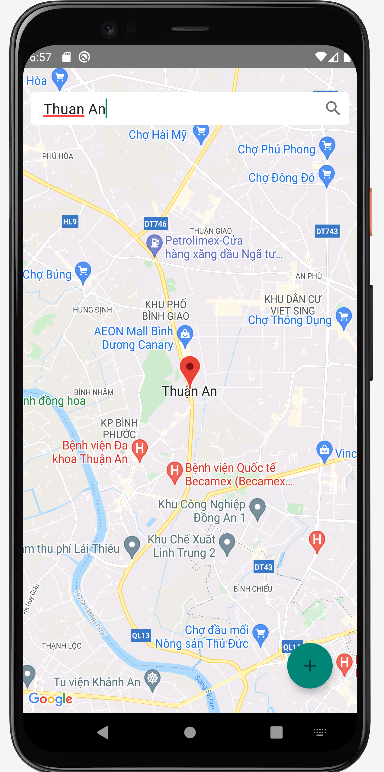 6:57
Hòa
Thuan An
Chợ Hài Mỹ
Chợ Phú Phong
PHÚ HÒA
Chợ Đông Đô
HL9
DT746
THUẬN GIAO
DT743
Petrolimex-Cửa
hàng xăng dầu Ngã tư...
Chợ Búng
AN PHÚ
HƯNG ĐỊNH
KHU PHỐ
BÌNH GIAO
KHU DÂN CƯ
VIET SING
Chợ Thông Dụng
AEON Mall Bình
Dương Canary
Thuận An
BÌNH NHÂM
nh đồng hoa
KP BÌNH
PHƯỚC
Bệnh viện Đa
khoa Thuận An
Vinc
Bệnh viện Quốc tế
Becamex (Becamex...
Khu Công Nghiệp
Đồng An 1
am thu phí Lái Thiêu
Khu Chế Xuất
Linh Trung 2
DT43
BÌNH CHIỂU
QL13
Chợ đầu mối
Nông sản Thủ Đức
THẠNH LỘC
Tu viện Khánh An
Google